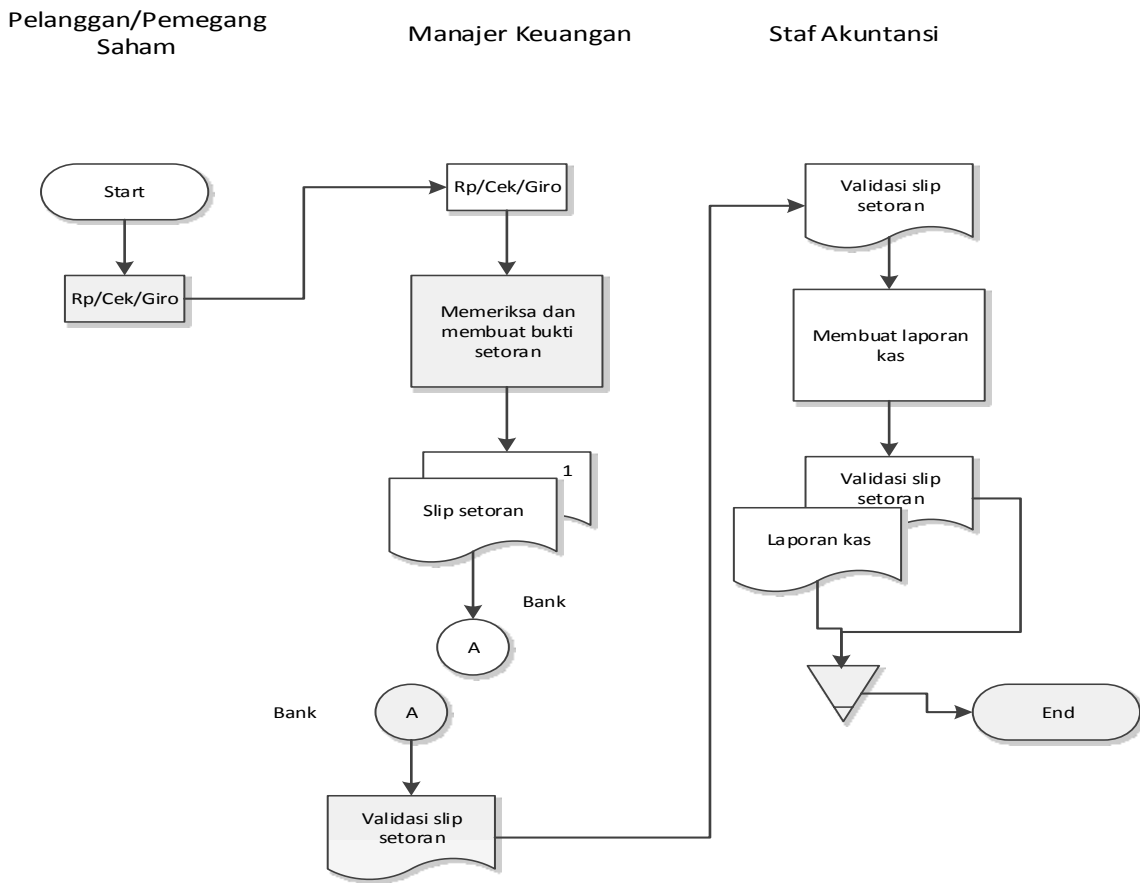 Pelanggan/Pemegang
Saham
Manajer Keuangan
Staf Akuntansi
Start
Rp/Cek/Giro
Rp/Cek/Giro
Memeriksa dan
membuat bukti
setoran
1
Slip setoran
Bank
A
Bank
A
Validasi slip
setoran
Validasi slip
setoran
Membuat laporan
kas
Validasi slip
setoran
Laporan kas
End